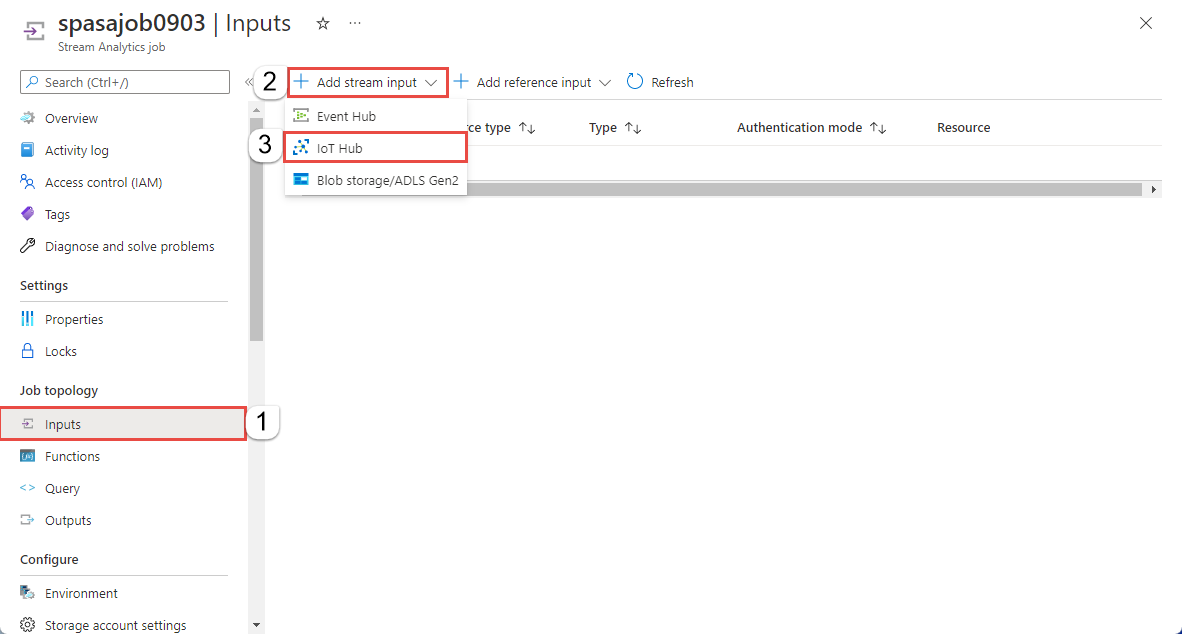 spasajob0903 | Inputs ...
Stream Analytics job
Search (Ctrl+/)
«
2
Add stream input
Add reference input
Refresh
Overview
Event Hub
rce type
Type
Authentication mode
Resource
Activity log
3
IoT Hub
Access control (IAM)
Blob storage/ADLS Gen2
Tags
Diagnose and solve problems
Settings
Properties
Locks
Job topology
Inputs
1
Functions
Query
Outputs
Configure
Environment
Storage account settings